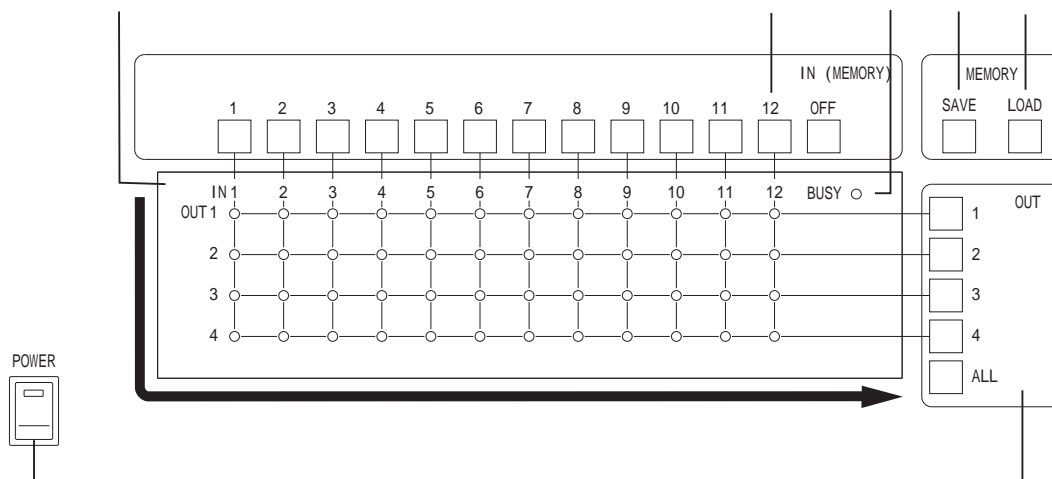 IN (MEMORY)
MEMORY
1 2 3 4 5 6 7 8 9 10 11 12 OFF
SAVE LOAD
IN 1 2 3 4 5 6 7 8 9 10 11 12 BUSY
OUT
OUT 1
1
2
2
3
3
4
4
POWER
ALL